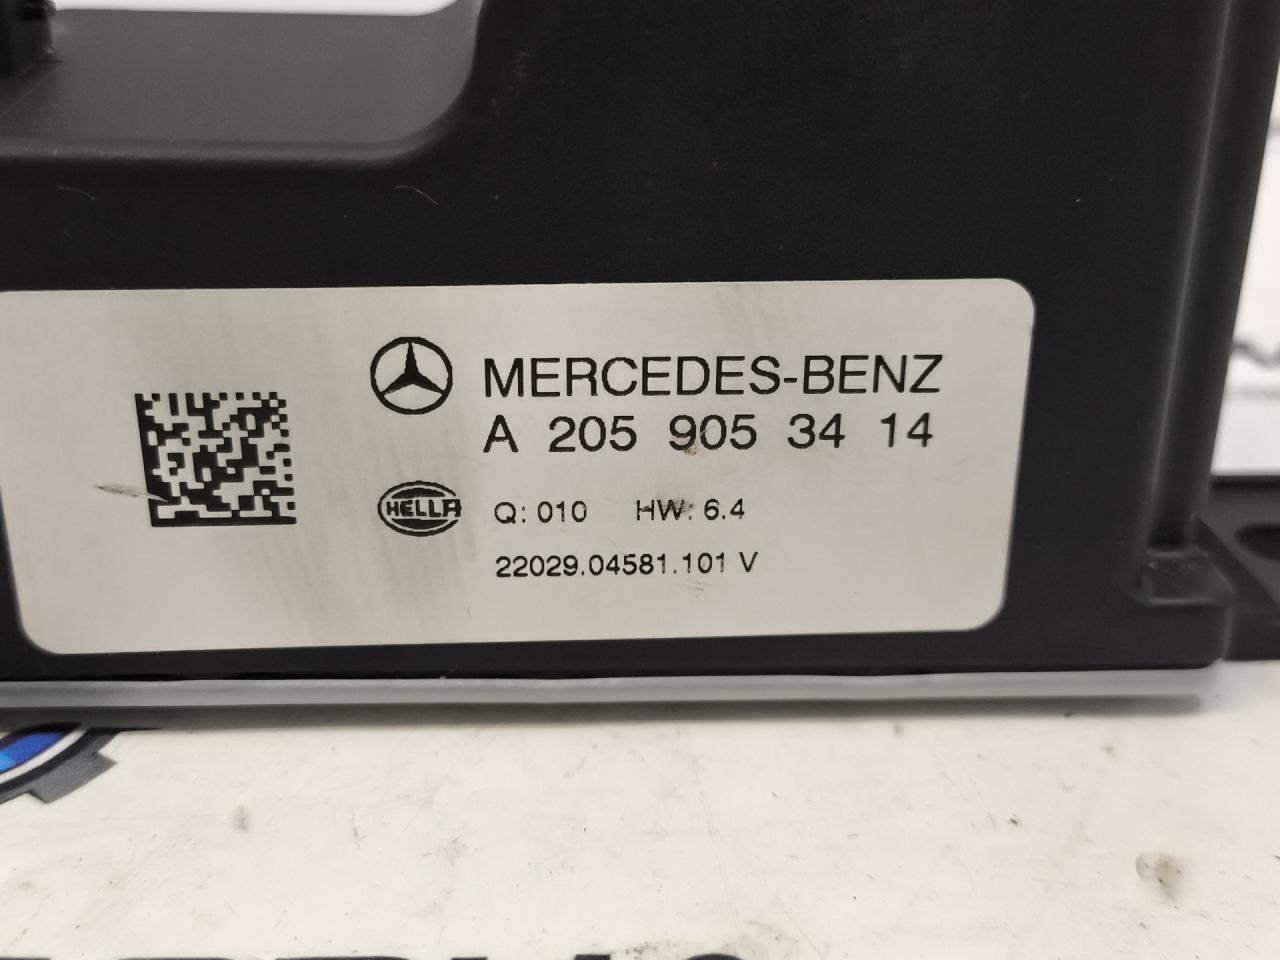 MERCEDES-BENZ
A 205 905 34 14
HELLA
Q: 010 HW: 6.4
22029.04581.101 V